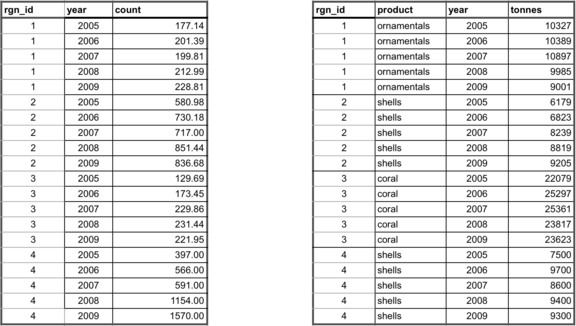 rgn_id year count
1 2005 177.14
1 2006 201.39
1 2007 199.81
1 2008 212.99
1 2009 228.81
2 2005 580.98
2 2006 730.18
2 2007 717.00
2 2008 851.44
2 2009 836.68
3 2005 129.69
3 2006 173.45
3 2007 229.86
3 2008 231.44
3 2009 221.95
4 2005 397.00
4 2006 566.00
4 2007 591.00
4 2008 1154.00
4 2009 1570.00
rgn_id product year tonnes
1 ornamentals 2005 10327
1 ornamentals 2006 10389
1 ornamentals 2007 10897
1 ornamentals 2008 9985
1 ornamentals 2009 9001
2 shells 2005 6179
2 shells 2006 6823
2 shells 2007 8239
2 shells 2008 8819
2 shells 2009 9205
3 coral 2005 22079
3 coral 2006 25297
3 coral 2007 25361
3 coral 2008 23817
3 coral 2009 23623
4 shells 2005 7500
4 shells 2006 9700
4 shells 2007 8600
4 shells 2008 9400
4 shells 2009 9300